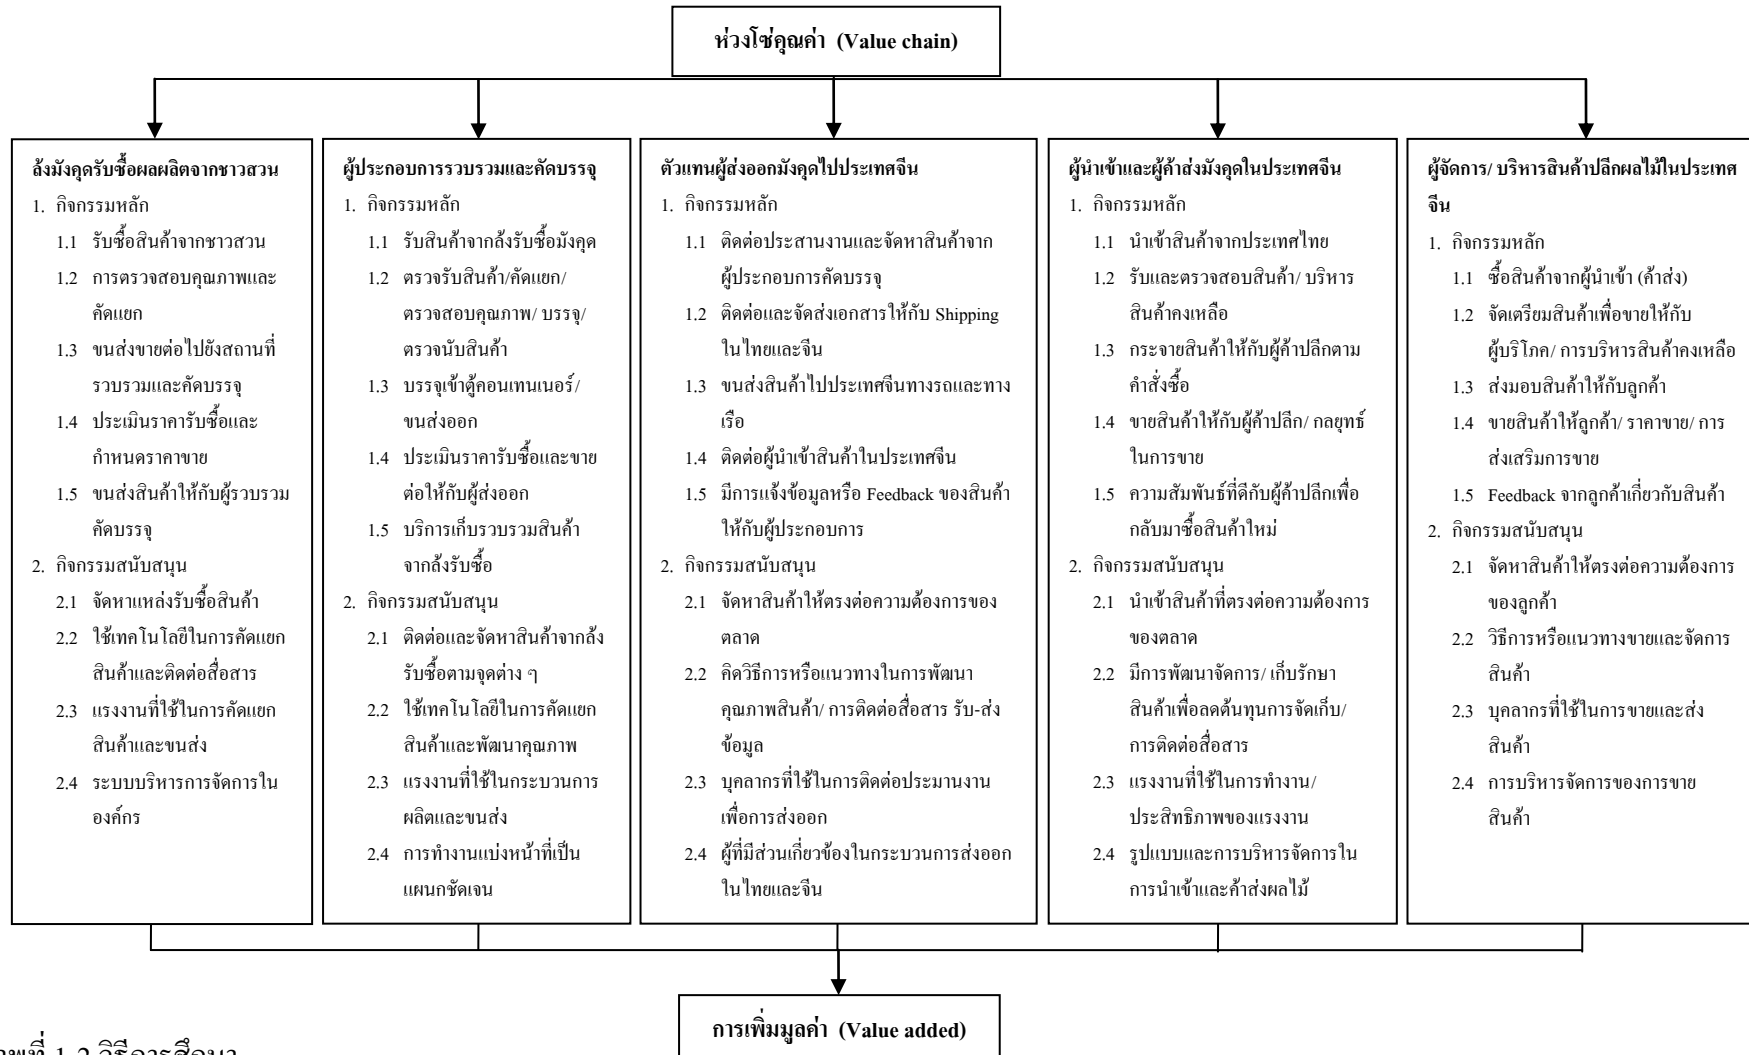 ห่วงโซ่คุณค่า (Value chain)
ล้งมังคุดรับซื้อผลผลิตจากชาวสวน
1. กิจกรรมหลัก
1.1 รับซื้อสินค้าจากชาวสวน
1.2 การตรวจสอบคุณภาพและ
คัดแยก
1.3 ขนส่งขายต่อไปยังสถานที่
รวบรวมและคัดบรรจุ
1.4 ประเมินราคารับซื้อและ
กำหนดราคาขาย
1.5 ขนส่งสินค้าให้กับผู้รวบรวม
คัดบรรจุ
2. กิจกรรมสนับสนุน
2.1 จัดหาแหล่งรับซื้อสินค้า
2.2 ใช้เทคโนโลยีในการคัดแยก
สินค้าและติดต่อสื่อสาร
2.3 แรงงานที่ใช้ในการคัดแยก
สินค้าและขนส่ง
2.4 ระบบบริหารการจัดการใน
องค์กร
ผู้ประกอบการรวบรวมและคัดบรรจุ
1. กิจกรรมหลัก
1.1 รับสินค้าจากล้งรับซื้อมังคุด
1.2 ตรวจรับสินค้า/คัดแยก/
ตรวจสอบคุณภาพ/ บรรจุ/
ตรวจนับสินค้า
1.3 บรรจุเข้าตู้คอนเทนเนอร์/
ขนส่งออก
1.4 ประเมินราคารับซื้อและขาย
ต่อให้กับผู้ส่งออก
1.5 บริการเก็บรวบรวมสินค้า
จากล้งรับซื้อ
2. กิจกรรมสนับสนุน
2.1 ติดต่อและจัดหาสินค้าจากล้ง
รับซื้อตามจุดต่าง ๆ
2.2 ใช้เทคโนโลยีในการคัดแยก
สินค้าและพัฒนาคุณภาพ
2.3 แรงงานที่ใช้ในกระบวนการ
ผลิตและขนส่ง
2.4 การทำงานแบ่งหน้าที่เป็น
แผนกชัดเจน
ตัวแทนผู้ส่งออกมังคุดไปประเทศจีน
1. กิจกรรมหลัก
1.1 ติดต่อประสานงานและจัดหาสินค้าจาก
ผู้ประกอบการคัดบรรจุ
1.2 ติดต่อและจัดส่งเอกสารให้กับ Shipping
ในไทยและจีน
1.3 ขนส่งสินค้าไปประเทศจีนทางรถและทาง
เรือ
1.4 ติดต่อผู้นำเข้าสินค้าในประเทศจีน
1.5 มีการแจ้งข้อมูลหรือ Feedback ของสินค้า
ให้กับผู้ประกอบการ
2. กิจกรรมสนับสนุน
2.1 จัดหาสินค้าให้ตรงต่อความต้องการของ
ตลาด
2.2 คิดวิธีการหรือแนวทางในการพัฒนา
คุณภาพสินค้า/ การติดต่อสื่อสาร รับ-ส่ง
ข้อมูล
2.3 บุคลากรที่ใช้ในการติดต่อประมานงาน
เพื่อการส่งออก
2.4 ผู้ที่มีส่วนเกี่ยวข้องในกระบวนการส่งออก
ในไทยและจีน
ผู้นำเข้าและผู้ค้าส่งมังคุดในประเทศจีน
1. กิจกรรมหลัก
1.1 นำเข้าสินค้าจากประเทศไทย
1.2 รับและตรวจสอบสินค้า/ บริหาร
สินค้าคงเหลือ
1.3 กระจายสินค้าให้กับผู้ค้าปลีกตาม
คำสั่งซื้อ
1.4 ขายสินค้าให้กับผู้ค้าปลีก/ กลยุทธ์
ในการขาย
1.5 ความสัมพันธ์ที่ดีกับผู้ค้าปลีกเพื่อ
กลับมาซื้อสินค้าใหม่
2. กิจกรรมสนับสนุน
2.1 นำเข้าสินค้าที่ตรงต่อความต้องการ
ของตลาด
2.2 มีการพัฒนาจัดการ/ เก็บรักษา
สินค้าเพื่อลดต้นทุนการจัดเก็บ/
การติดต่อสื่อสาร
2.3 แรงงานที่ใช้ในการทำงาน/
ประสิทธิภาพของแรงงาน
2.4 รูปแบบและการบริหารจัดการใน
การนำเข้าและค้าส่งผลไม้
ผู้จัดการ/ บริหารสินค้าปลีกผลไม้ในประเทศ
จีน
1. กิจกรรมหลัก
1.1 ซื้อสินค้าจากผู้นำเข้า (ค้าส่ง)
1.2 จัดเตรียมสินค้าเพื่อขายให้กับ
ผู้บริโภค/ การบริหารสินค้าคงเหลือ
1.3 ส่งมอบสินค้าให้กับลูกค้า
1.4 ขายสินค้าให้ลูกค้า/ ราคาขาย/ การ
ส่งเสริมการขาย
1.5 Feedback จากลูกค้าเกี่ยวกับสินค้า
2. กิจกรรมสนับสนุน
2.1 จัดหาสินค้าให้ตรงต่อความต้องการ
ของลูกค้า
2.2 วิธีการหรือแนวทางขายและจัดการ
สินค้า
2.3 บุคลากรที่ใช้ในการขายและส่ง
สินค้า
2.4 การบริหารจัดการของการขาย
สินค้า
การเพิ่มมูลค่า (Value added)